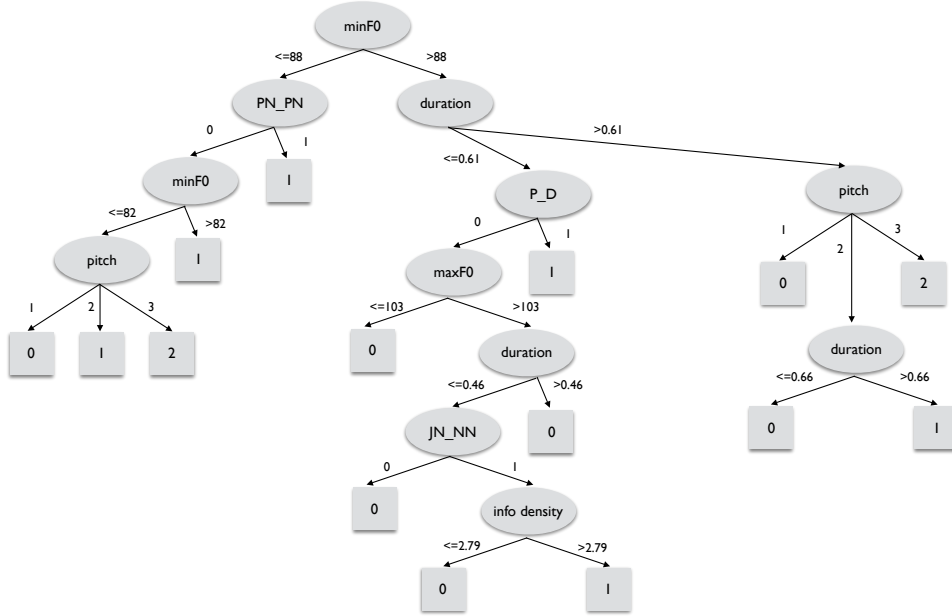 minF0
<=88 >88
PN_PN duration
0 1 >0.61
<=0.61
minF0 1 P_D pitch
<=82 >82 0 1 1 2 3
pitch 1 maxF0 1 0 2
1 2 3 <=103 >103
0 1 2 0 duration duration
<=0.46 >0.46 <=0.66 >0.66
JN_NN 0 0 1
0 1
0 info density
<=2.79 >2.79
0 1